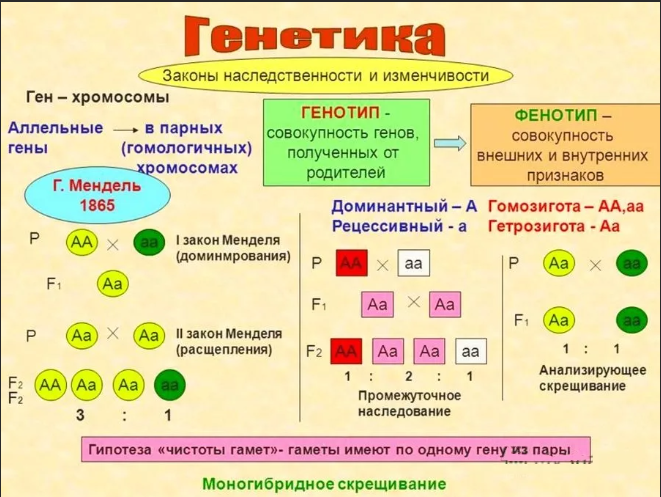 Генетика
Законы наследственности и изменчивости
Ген – хромосомы
Аллельные → в парных
гены (гомологичных)
хромосомах
ГЕНОТИП -
совокупность генов,
полученных от
родителей
ФЕНОТИП –
совокупность
внешних и внутренних
признаков
Г. Мендель
1865
Доминантный – А Гомозигота – АА,аа
Рецессивный - а Гетрозигота - Аа
Р АА × аа
I закон Менделя
(доминмрования)
F1 Аа
Р Аа × Аа
II закон Менделя
(расщепления)
F2 АА Аа Аа аа
F2
3 : 1
Р АА × аа
F1 Аа × Аа
F2 АА Аа Аа аа
1 : 2 : 1
Промежуточное
наследование
Р Аа × аа
F1 Аа аа
1 : 1
Анализирующее
скрещивание
Гипотеза «чистоты гамет»- гаметы имеют по одному гену из пары
Моногибридное скрещивание